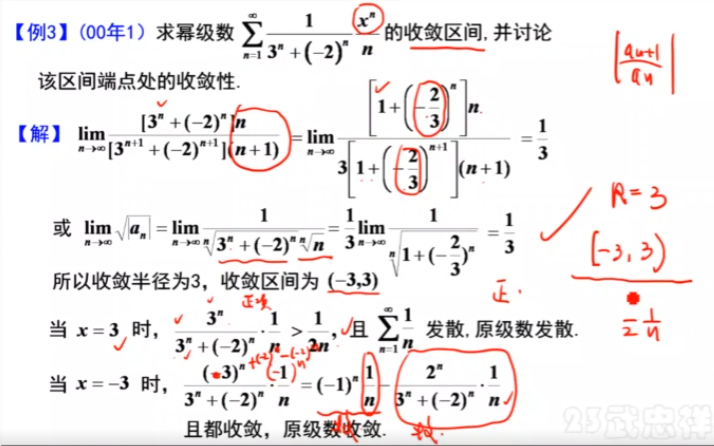 【例3】(00年1) 求幂级数 $\sum_{n=1}^{\infty} \frac{1}{3^n+(-2)^n} \frac{x^n}{n}$ 的收敛区间,并讨论
该区间端点处的收敛性.
$\left|\frac{a_{n+1}}{a_n}\right|$
【解】 $\lim_{n\to\infty} \frac{[3^n+(-2)^n]n}{[3^{n+1}+(-2)^{n+1}](n+1)} = \lim_{n\to\infty} \frac{\left[1+\left(-\frac{2}{3}\right)^n\right]n}{3\left[1+\left(-\frac{2}{3}\right)^{n+1}\right](n+1)} = \frac{1}{3}$
或 $\lim_{n\to\infty} \sqrt{|a_n|} = \lim_{n\to\infty} \frac{1}{\sqrt[n]{3^n+(-2)^n}\sqrt[n]{n}} = \frac{1}{3}\lim_{n\to\infty} \frac{1}{\sqrt[n]{1+(-\frac{2}{3})^n}} = \frac{1}{3}$
R=3
(-3,3)
所以收敛半径为3，收敛区间为 (-3,3)
正项
正.
$\frac{1}{2}\frac{1}{n}$
当 x=3 时, $\frac{3^n}{3^n+(-2)^n}\cdot\frac{1}{n} > \frac{1}{2n}$, 且 $\sum_{n=1}^{\infty}\frac{1}{n}$ 发散,原级数发散.
+(-2)^n-(-2)^n
当 x=-3 时, $\frac{(-3)^n}{3^n+(-2)^n}\cdot\frac{1}{n} = (-1)^n\frac{1}{n} - \frac{2^n}{3^n+(-2)^n}\cdot\frac{1}{n}$
(-1)^n
且都收敛，原级数收敛.
23武忠祥